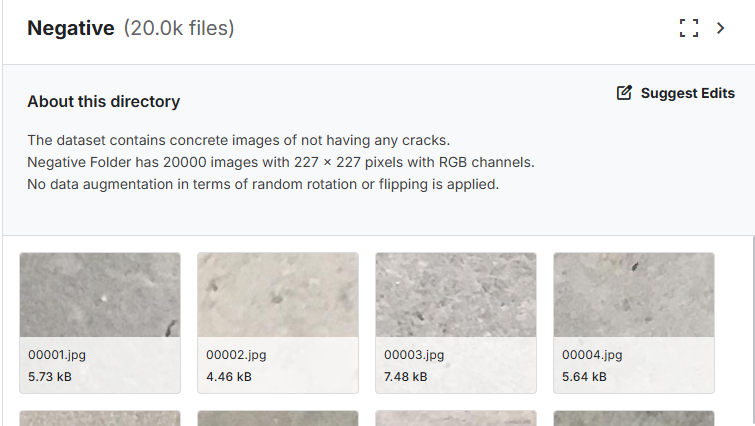 Negative (20.0k files)
Suggest Edits
About this directory
The dataset contains concrete images of not having any cracks.
Negative Folder has 20000 images with 227 × 227 pixels with RGB channels.
No data augmentation in terms of random rotation or flipping is applied.
00001.jpg
5.73 kB
00002.jpg
4.46 kB
00003.jpg
7.48 kB
00004.jpg
5.64 kB